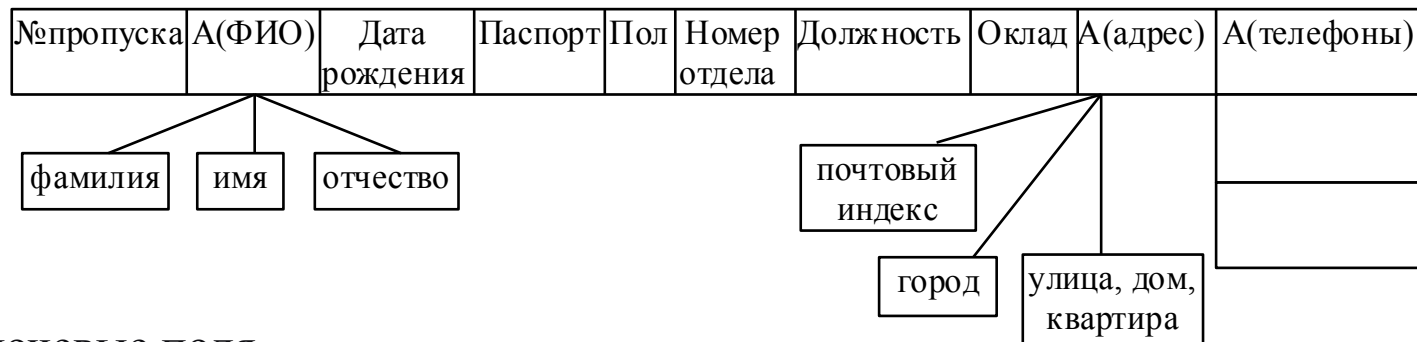 №пропуска А(ФИО) Дата рождения Паспорт Пол Номер отдела Должность Оклад А(адрес) А(телефоны)
фамилия имя отчество
почтовый
индекс
город
улица, дом,
квартира